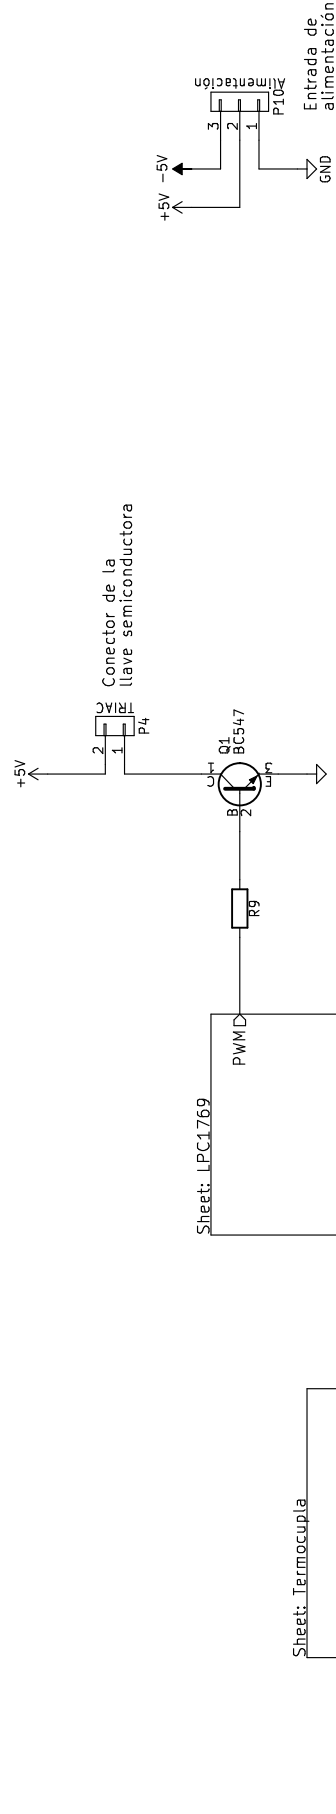 Sheet: Termocupla
Sheet: LPC1769
PWM
R9
B
2
C
1
E
3
Q1
BC547
+5V
2
1
TRIAC
P4
Conector de la
llave semiconductora
-5V
+5V
3
2
1
Alimentación
P10
GND
Entrada de
alimentación